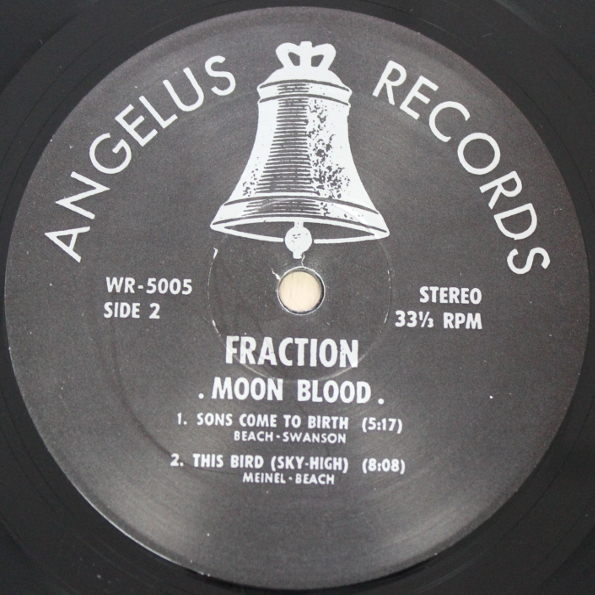 ANGELUS RECORDS
WR-5005
SIDE 2
STEREO
33⅓ RPM
FRACTION
. MOON BLOOD .
1. SONS COME TO BIRTH (5:17)
BEACH-SWANSON
2. THIS BIRD (SKY-HIGH) (8:08)
MEINEL-BEACH